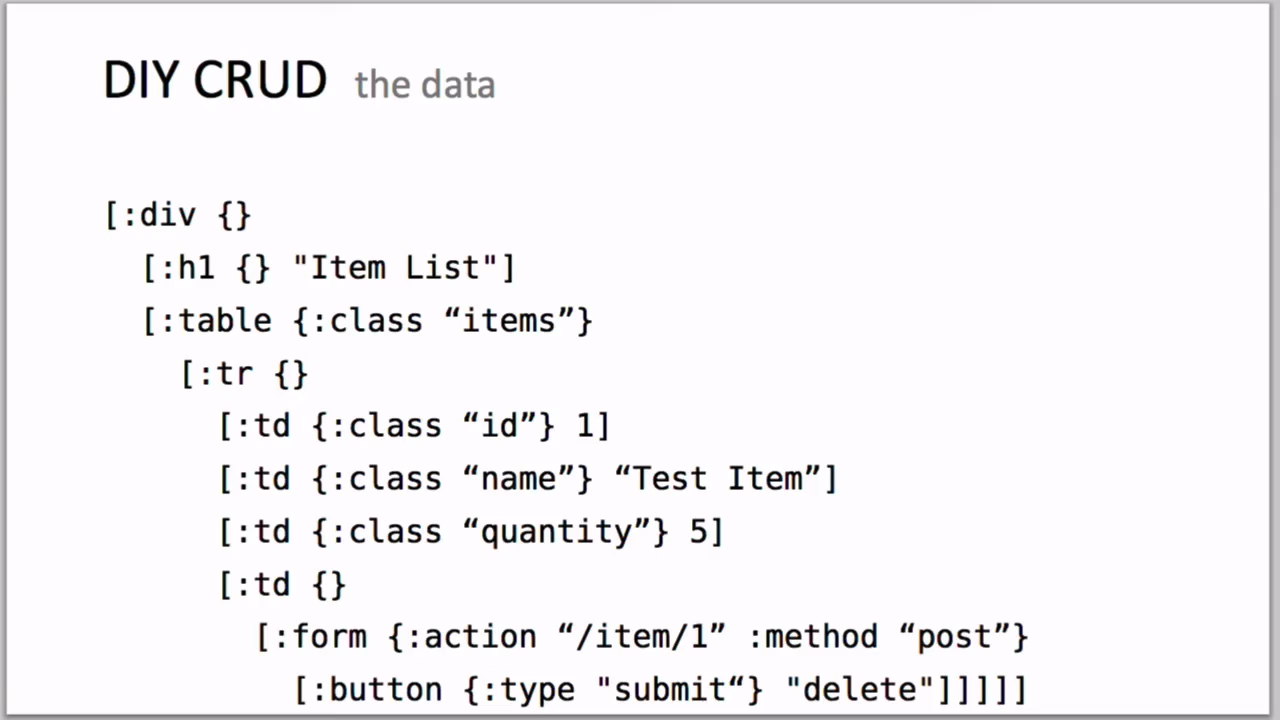 DIY CRUD the data
[:div {}
[:h1 {} "Item List"]
[:table {:class “items”}
[:tr {}
[:td {:class “id”} 1]
[:td {:class “name”} “Test Item”]
[:td {:class “quantity”} 5]
[:td {}
[:form {:action “/item/1” :method “post”}
[:button {:type "submit“} "delete"]]]]]